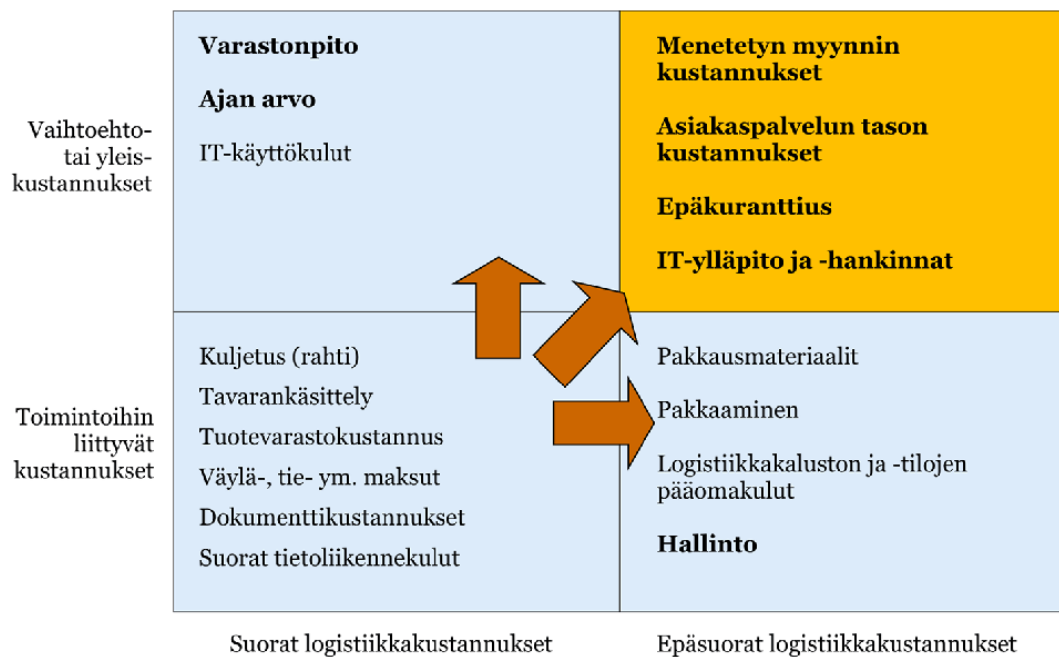 Vaihtoehto-
tai yleis-
kustannukset
Varastonpito
Ajan arvo
IT-käyttökulut
Menetetyn myynnin
kustannukset
Asiakaspalvelun tason
kustannukset
Epäkuranttius
IT-ylläpito ja -hankinnat
Toimintoihin
liittyvät
kustannukset
Kuljetus (rahti)
Tavarankäsittely
Tuotevarastokustannus
Väylä-, tie- ym. maksut
Dokumenttikustannukset
Suorat tietoliikennekulut
Pakkausmateriaalit
Pakkaaminen
Logistiikkakaluston ja -tilojen
pääomakulut
Hallinto
Suorat logistiikkakustannukset
Epäsuorat logistiikkakustannukset